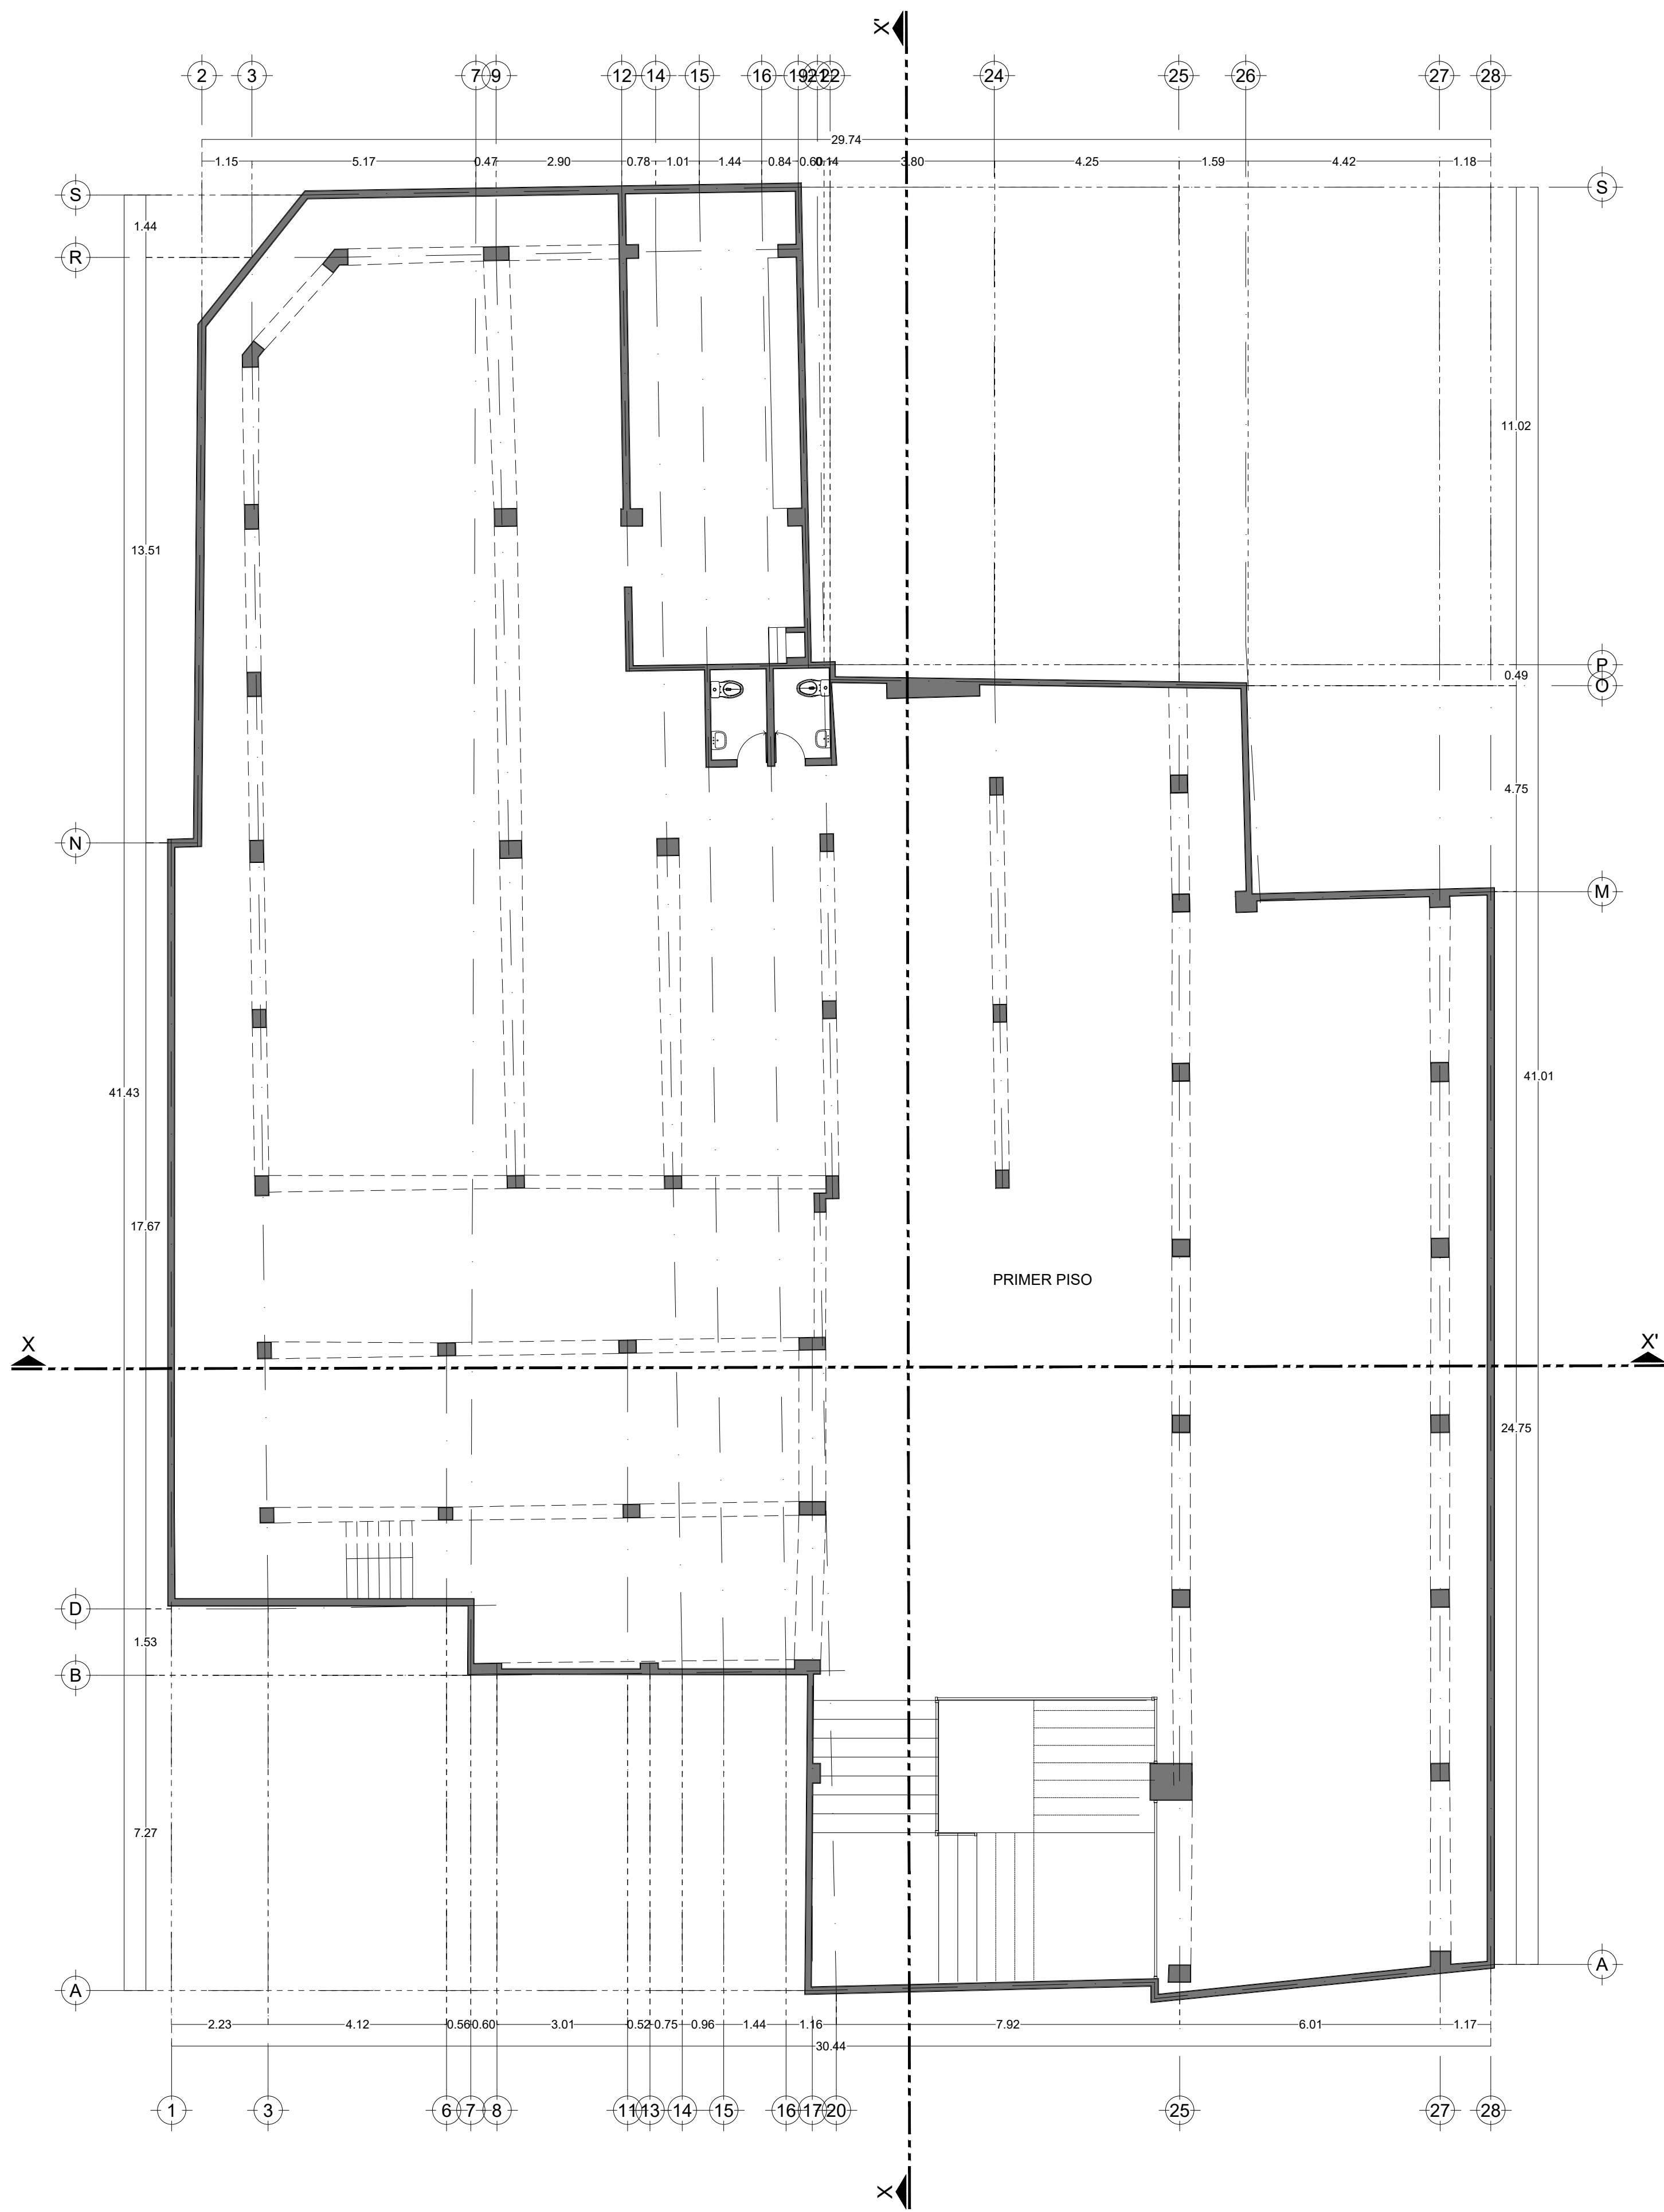 X'
2 3 7 9 12 14 15 16 19 21 22 24 25 26 27 28
29.74
1.15 5.17 0.47 2.90 0.78 1.01 1.44 0.84 0.60 0.14 3.80 4.25 1.59 4.42 1.18
S S
1.44
R
11.02
13.51
P
0.49
O
4.75
N
M
41.01
41.43
17.67
PRIMER PISO
X X'
24.75
D
1.53
B
7.27
A A
2.23 4.12 0.56 0.60 3.01 0.52 0.75 0.96 1.44 1.16 7.92 6.01 1.17
30.44
1 3 6 7 8 11 13 14 15 16 17 20 25 27 28
X